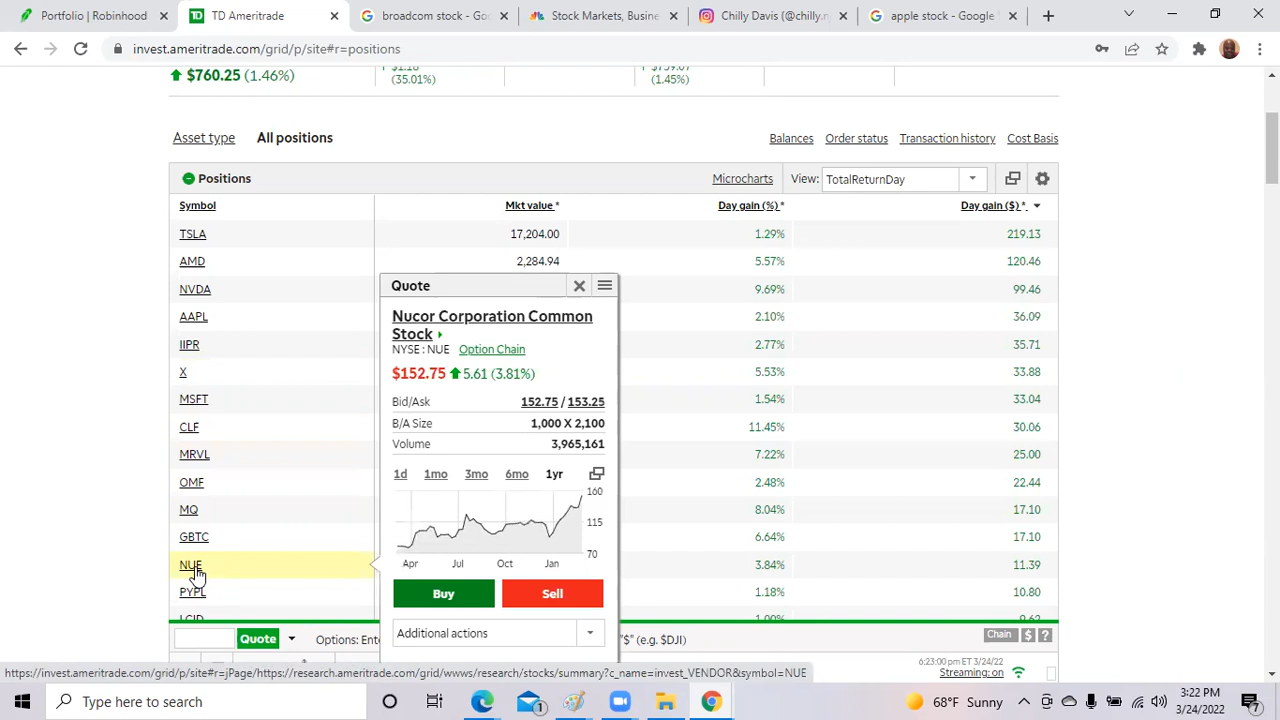 Portfolio | Robinhood
TD Ameritrade
broadcom stock - Go
Stock Markets, Busine
Chilly Davis (@chilly.n
apple stock - Google S
invest.ameritrade.com/grid/p/site#r=positions
$760.25 (1.46%)
(35.01%)
(1.45%)
Asset type
All positions
Balances
Order status
Transaction history
Cost Basis
Positions
Microcharts
View:
TotalReturnDay
Symbol
Mkt value *
Day gain (%) *
Day gain ($) *
TSLA 17,204.00 1.29% 219.13
AMD 2,284.94 5.57% 120.46
NVDA 9.69% 99.46
AAPL 2.10% 36.09
IIPR 2.77% 35.71
X 5.53% 33.88
MSFT 1.54% 33.04
CLF 11.45% 30.06
MRVL 7.22% 25.00
OMF 2.48% 22.44
MQ 8.04% 17.10
GBTC 6.64% 17.10
NUE 3.84% 11.39
PYPL 1.18% 10.80
LCID 1.00% 9.62
Quote
Nucor Corporation Common
Stock
NYSE : NUE Option Chain
$152.75 5.61 (3.81%)
Bid/Ask 152.75 / 153.25
B/A Size 1,000 X 2,100
Volume 3,965,161
1d 1mo 3mo 6mo 1yr
160
115
70
Apr Jul Oct Jan
Buy
Sell
Additional actions
Quote
Options: Ente
"$" (e.g. $DJI)
Chain $ ?
https://invest.ameritrade.com/grid/p/site#r=jPage/https://research.ameritrade.com/grid/wwws/research/stocks/summary?c_name=invest_VENDOR&symbol=NUE
6:23:00 pm ET 3/24/22
Streaming: on
Type here to search
1
68°F Sunny
3:22 PM
3/24/2022
7